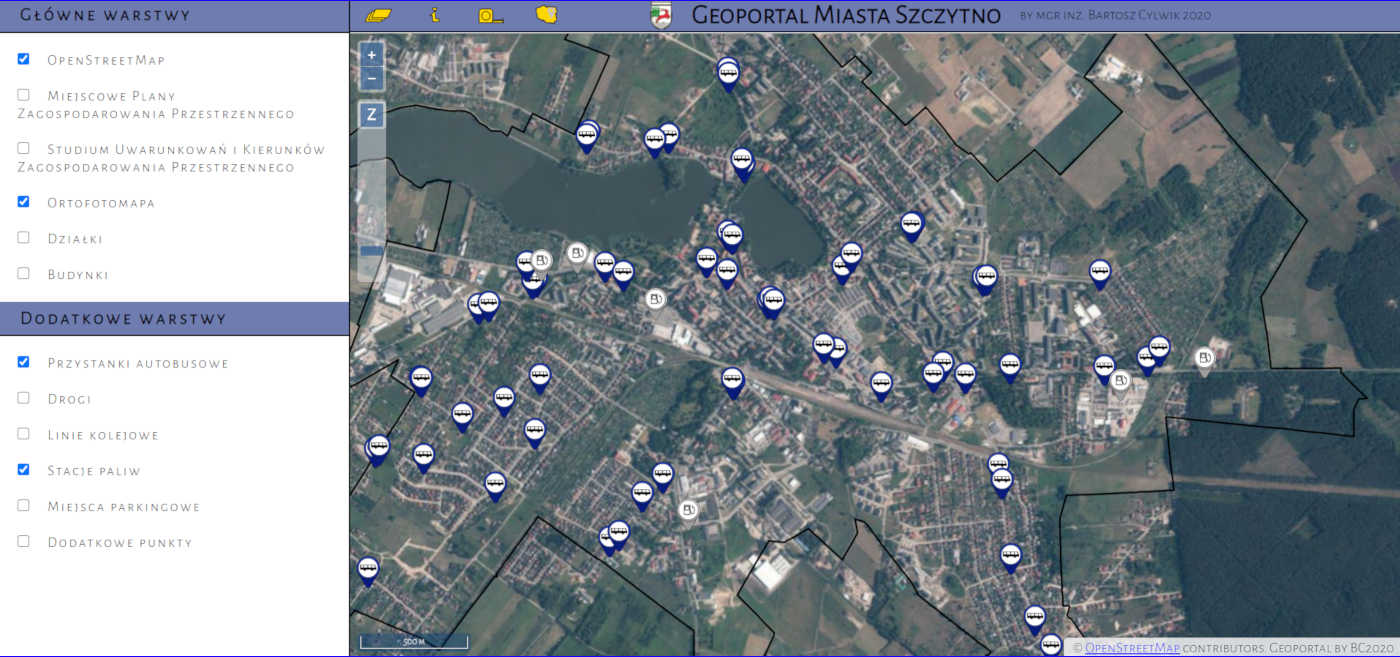 Główne warstwy
Geoportal Miasta Szczytno
by mgr inż. Bartosz Cylwik 2020
OpenStreetMap
Miejscowe Plany
Zagospodarowania Przestrzennego
Studium Uwarunkowań i Kierunków
Zagospodarowania Przestrzennego
Ortofotomapa
Działki
Budynki
Dodatkowe warstwy
Przystanki autobusowe
Drogi
Linie kolejowe
Stacje paliw
Miejsca parkingowe
Dodatkowe punkty
+
−
Z
500 m
© OpenStreetMap contributors. Geoportal by BC2020.